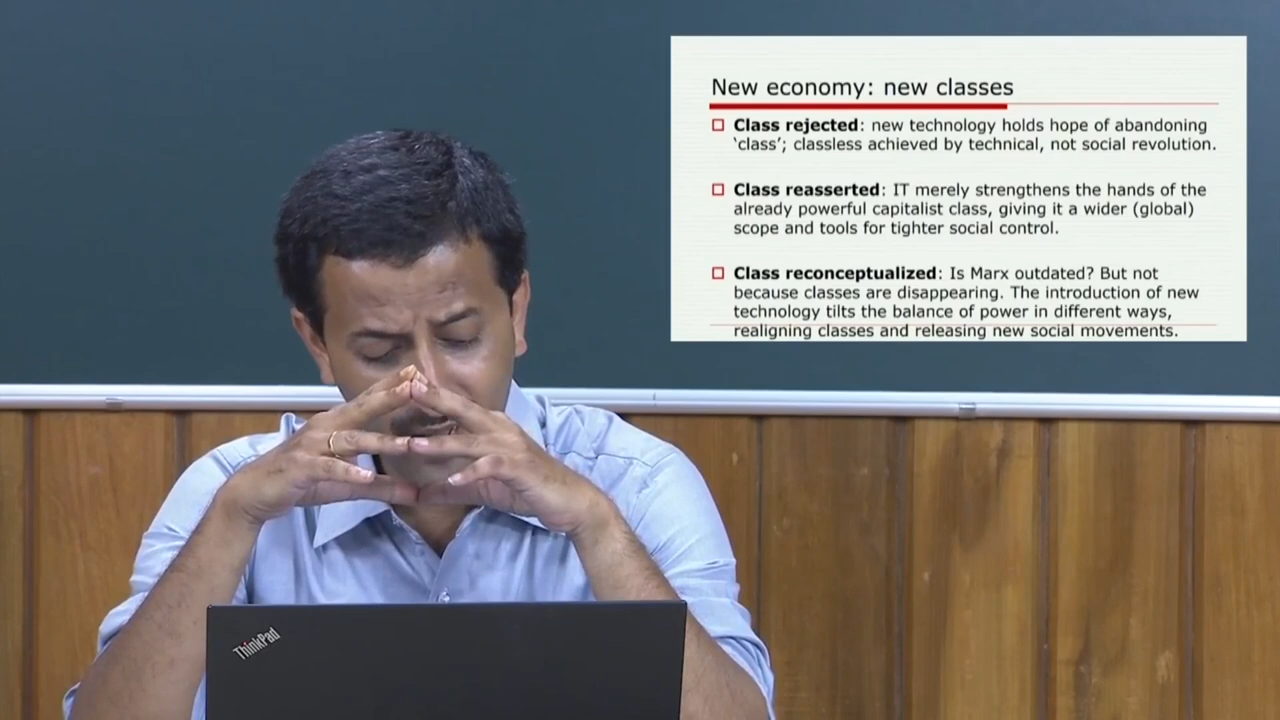 New economy: new classes
Class rejected: new technology holds hope of abandoning
‘class’; classless achieved by technical, not social revolution.
Class reasserted: IT merely strengthens the hands of the
already powerful capitalist class, giving it a wider (global)
scope and tools for tighter social control.
Class reconceptualized: Is Marx outdated? But not
because classes are disappearing. The introduction of new
technology tilts the balance of power in different ways,
realigning classes and releasing new social movements.
ThinkPad